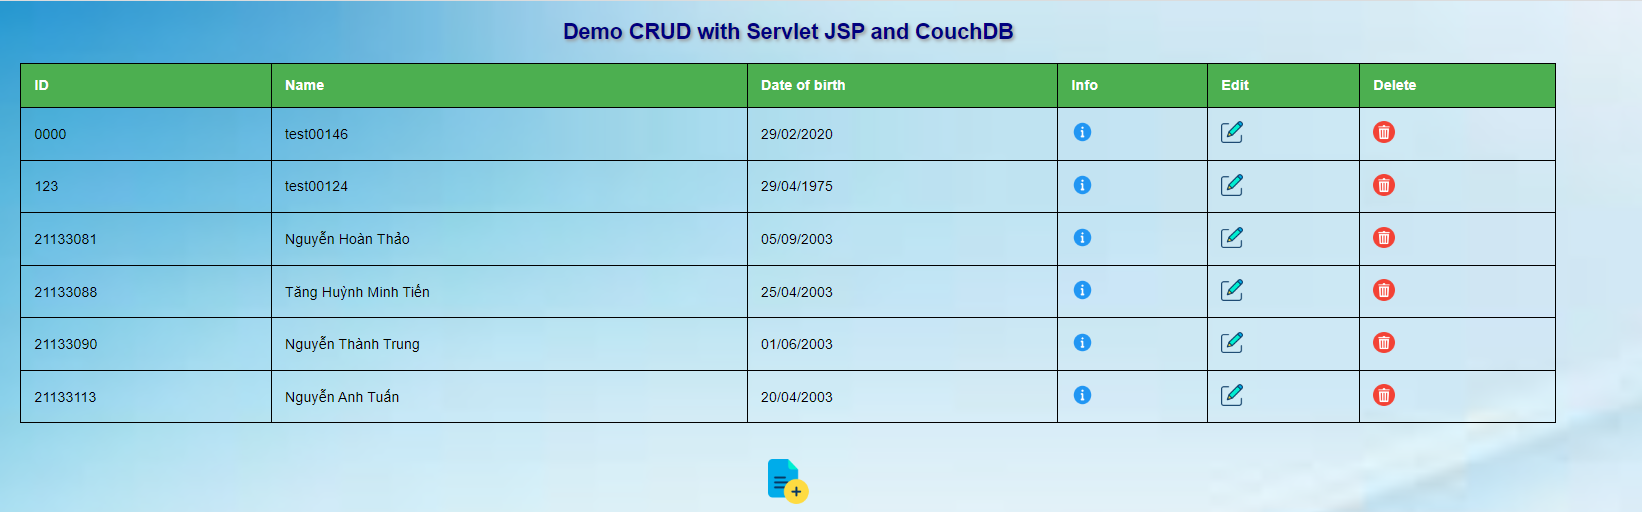 Demo CRUD with Servlet JSP and CouchDB
ID Name Date of birth Info Edit Delete
0000 test00146 29/02/2020
123 test00124 29/04/1975
21133081 Nguyễn Hoàn Thảo 05/09/2003
21133088 Tăng Huỳnh Minh Tiến 25/04/2003
21133090 Nguyễn Thành Trung 01/06/2003
21133113 Nguyễn Anh Tuấn 20/04/2003